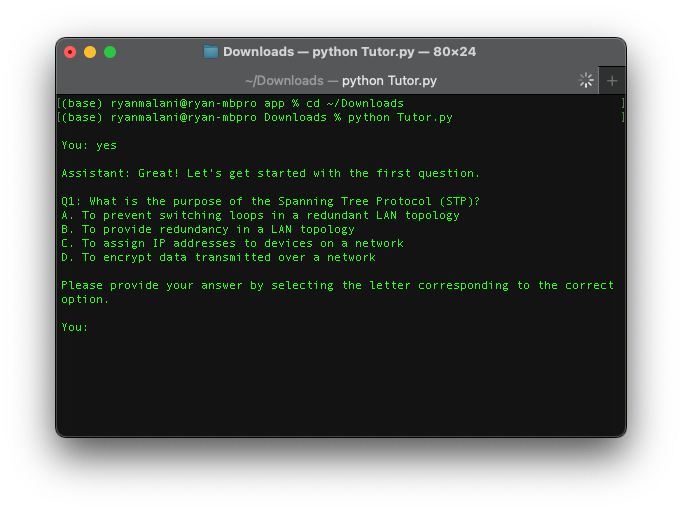 Downloads — python Tutor.py — 80×24
~/Downloads — python Tutor.py
[(base) ryanmalani@ryan-mbpro app % cd ~/Downloads ]
[(base) ryanmalani@ryan-mbpro Downloads % python Tutor.py ]
You: yes
Assistant: Great! Let's get started with the first question.
Q1: What is the purpose of the Spanning Tree Protocol (STP)?
A. To prevent switching loops in a redundant LAN topology
B. To provide redundancy in a LAN topology
C. To assign IP addresses to devices on a network
D. To encrypt data transmitted over a network
Please provide your answer by selecting the letter corresponding to the correct
option.
You: